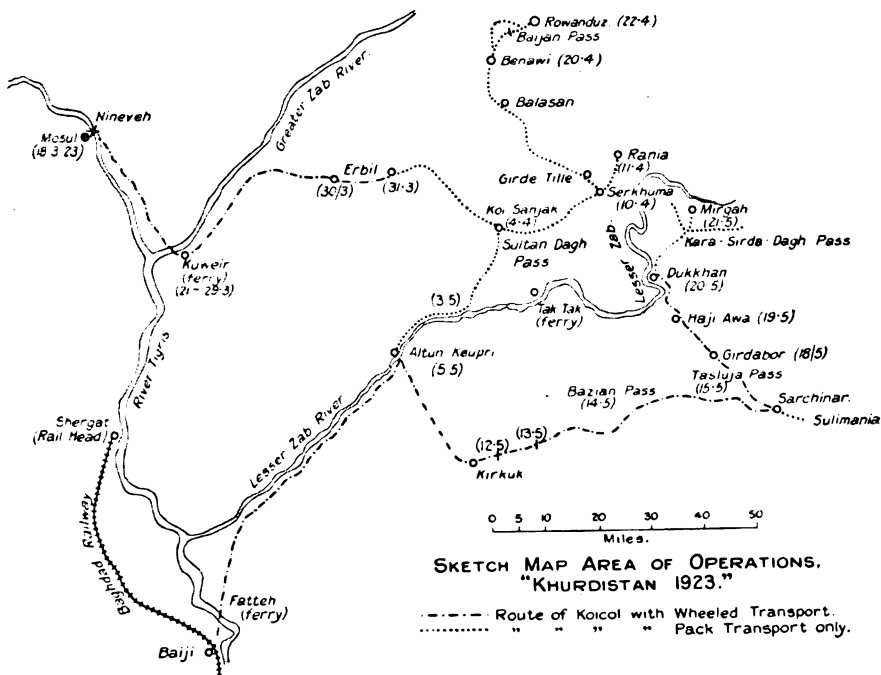 Rowanduz. (22·4)
Baijan Pass
Benawi (20·4)
Balasan
Greater Zab River.
Nineveh
Mosul
(18·3·23)
Erbil
(30/3)
(31·3)
Girde Tille
Rania
(11·4)
Serkhuma
(10·4)
Mirgah
(21·5)
Koi Sanjak
(4·4)
Sultan Dagh
Pass
Kara-Sirda-Dagh Pass
Lesser Zab
Kuweir
(ferry)
(21-29·3)
Dukkhan
(20·5)
(3·5)
Tak Tak
(ferry)
Haji Awa (19·5)
River Tigris
Altun Keupri
(5·5)
Girdabor (18/5)
Tasluja Pass
(15·5)
Bazian Pass
(14·5)
Sarchinar.
Sulimania
Shergat
(Rail Head)
Lesser Zab River
(12·5)
(13·5)
Kirkuk
Baghdad Railway
0 5 10 20 30 40 50
Miles.
Sketch Map Area of Operations.
"Khurdistan 1923."
Fatteh
(ferry)
Route of Koicol with Wheeled Transport.
" " " " Pack Transport only.
Baiji